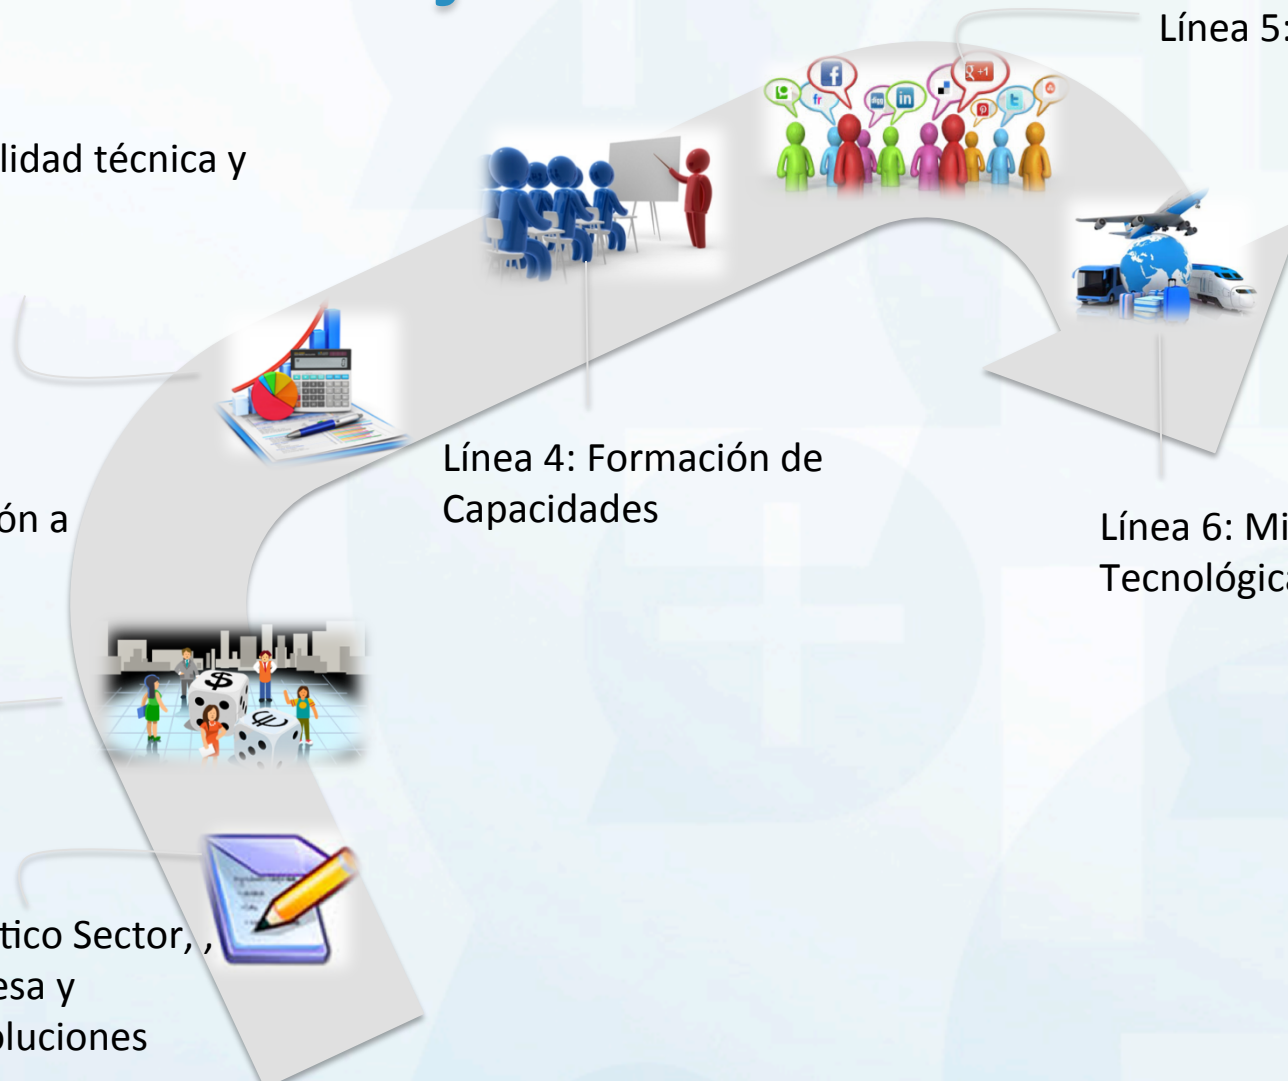 Línea 5:
lidad técnica y
Línea 4: Formación de
Capacidades
ón a
Línea 6: Mi
Tecnológica
tico Sector, ,
esa y
oluciones